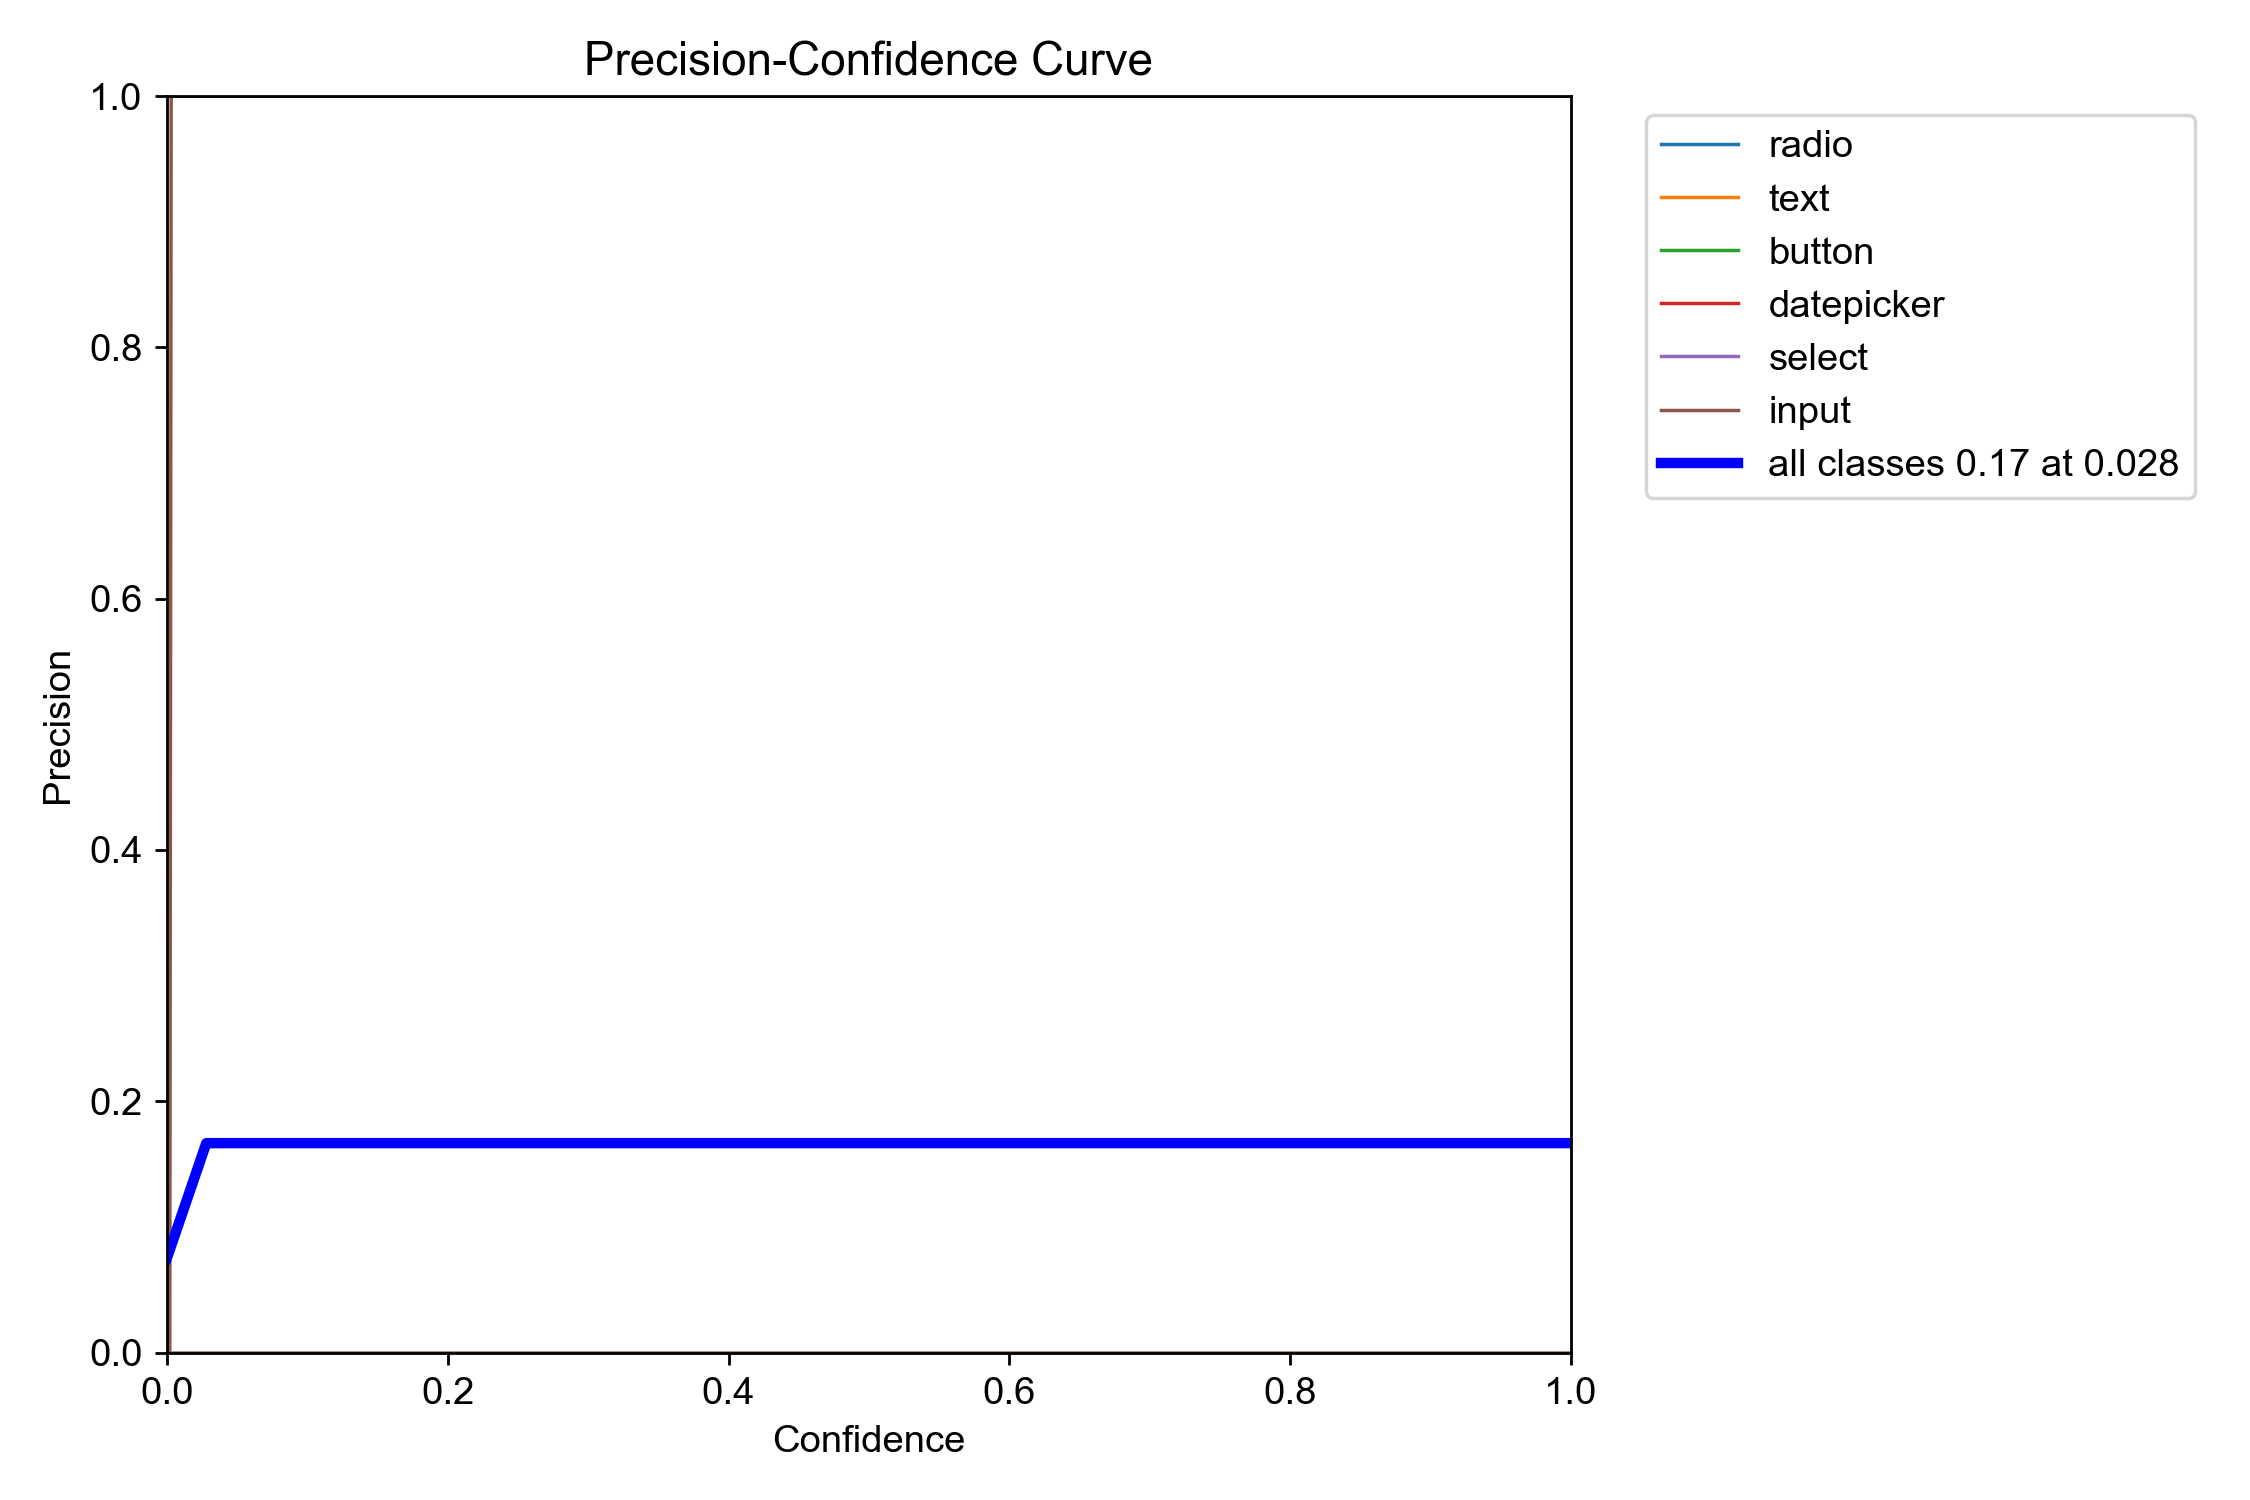 Precision-Confidence Curve
1.0
0.8
0.6
0.4
0.2
0.0
Precision
0.0 0.2 0.4 0.6 0.8 1.0
Confidence
radio
text
button
datepicker
select
input
all classes 0.17 at 0.028